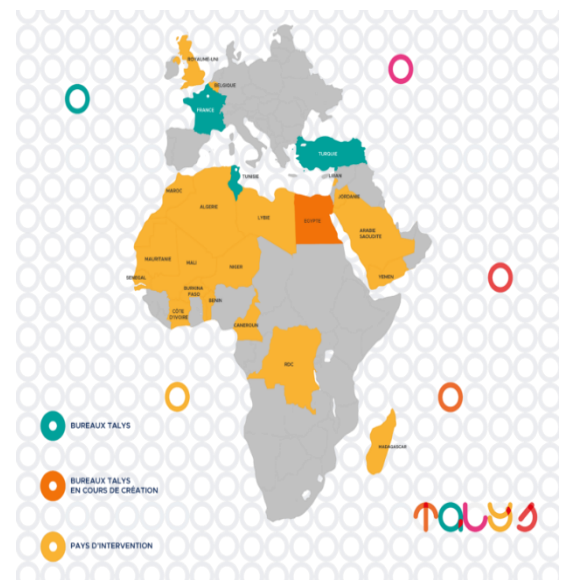 ROYAUME-UNI
BELGIQUE
FRANCE
TURQUIE
TUNISIE
LIBAN
MAROC
JORDANIE
ALGERIE
LYBIE
EGYPTE
ARABIE
SAOUDITE
MAURITANIE
MALI
NIGER
YEMEN
SENEGAL
BURKINA
FASO
BENIN
CÔTE
D'IVOIRE
CAMEROUN
RDC
MADAGASCAR
BUREAUX TALYS
BUREAUX TALYS
EN COURS DE CRÉATION
PAYS D'INTERVENTION
TALYS